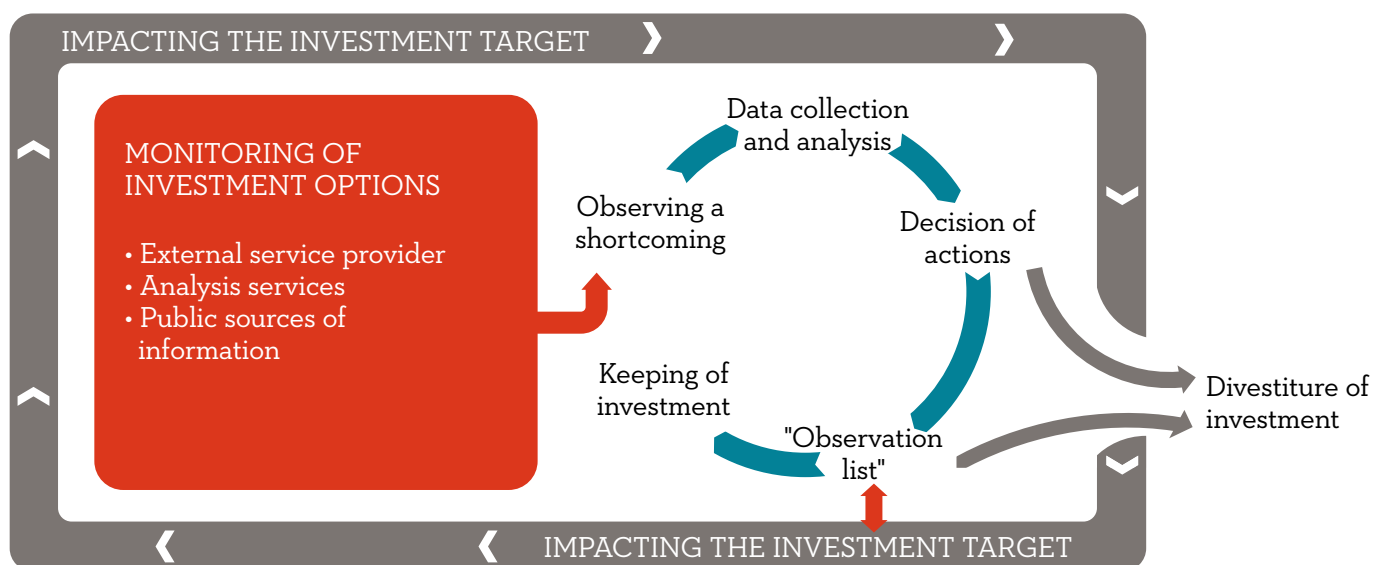 IMPACTING THE INVESTMENT TARGET
MONITORING OF
INVESTMENT OPTIONS
• External service provider
• Analysis services
• Public sources of
information
Observing a
shortcoming
Data collection
and analysis
Decision of
actions
"Observation
list"
Keeping of
investment
Divestiture of
investment
IMPACTING THE INVESTMENT TARGET